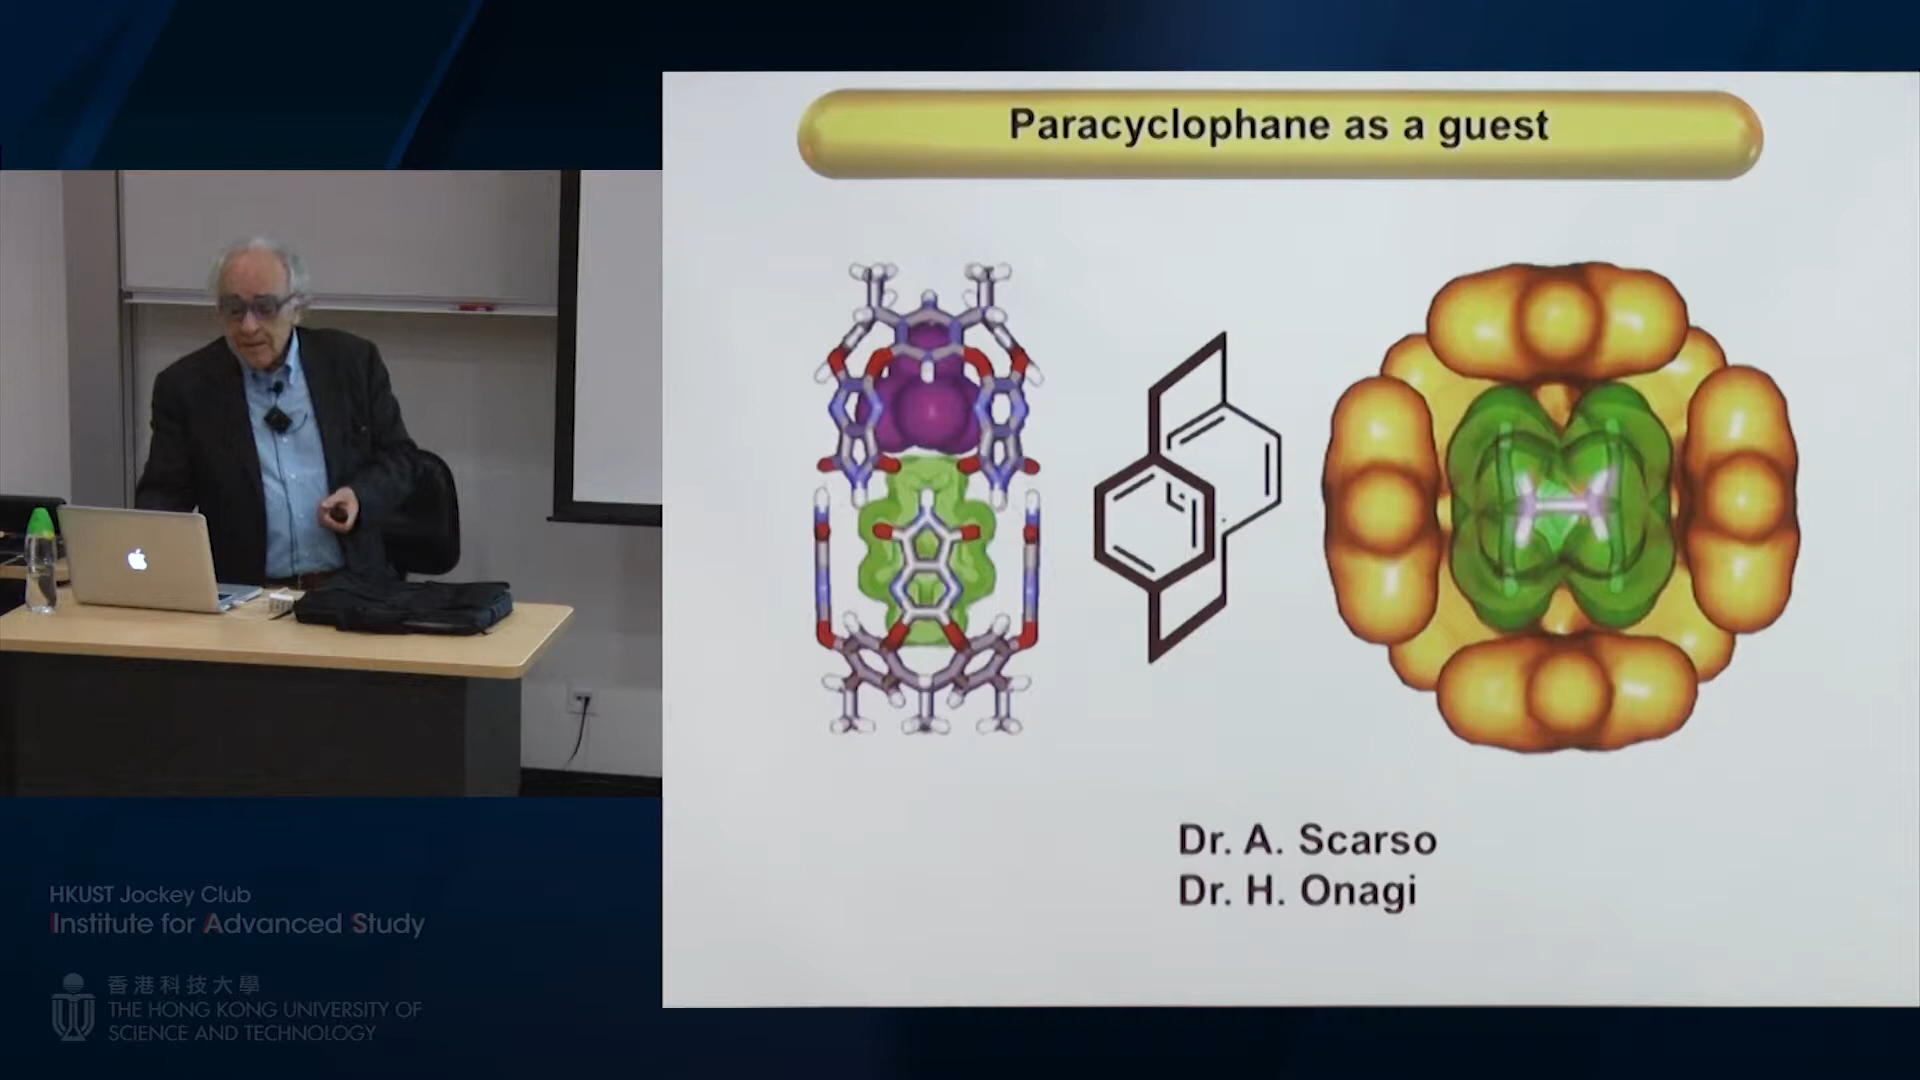 Paracyclophane as a guest
Dr. A. Scarso
Dr. H. Onagi
HKUST Jockey Club
Institute for Advanced Study
香港科技大學
THE HONG KONG UNIVERSITY OF
SCIENCE AND TECHNOLOGY